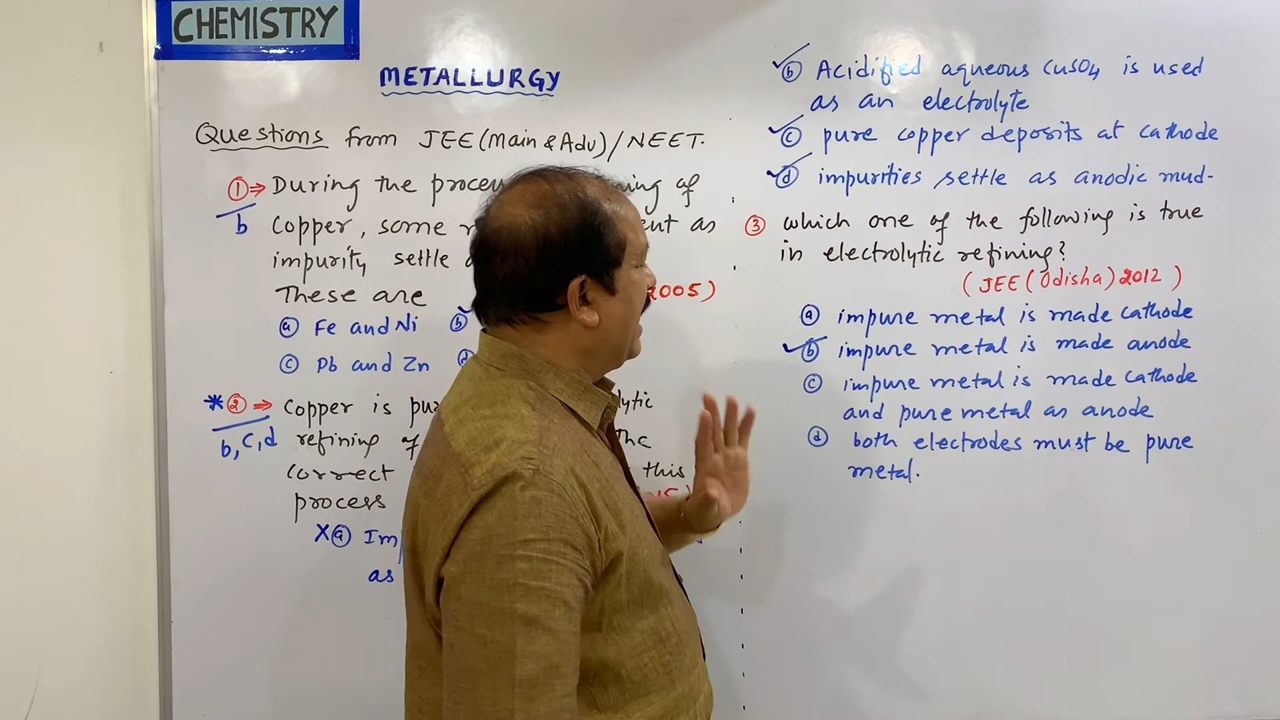 CHEMISTRY
METALLURGY
Questions from JEE (Main & Adv)/NEET.
①⇒ During the process ning of
b Copper, some ent as
impurity settle
These are 2005)
ⓐ Fe and Ni ⓑ
ⓒ Pb and Zn ⓓ
*②⇒ Copper is lytic
b, c, d refining of The
correct this
process 15)
xⓐ
as
ⓑ Acidified aqueous CuSO4 is used
as an electrolyte
ⓒ pure copper deposits at cathode
ⓓ impurities settle as anodic mud-
③ which one of the following is true
in electrolytic refining?
(JEE (Odisha) 2012)
ⓐ impure metal is made cathode
ⓑ impure metal is made anode
ⓒ impure metal is made cathode
and pure metal as anode
ⓓ both electrodes must be pure
metal.